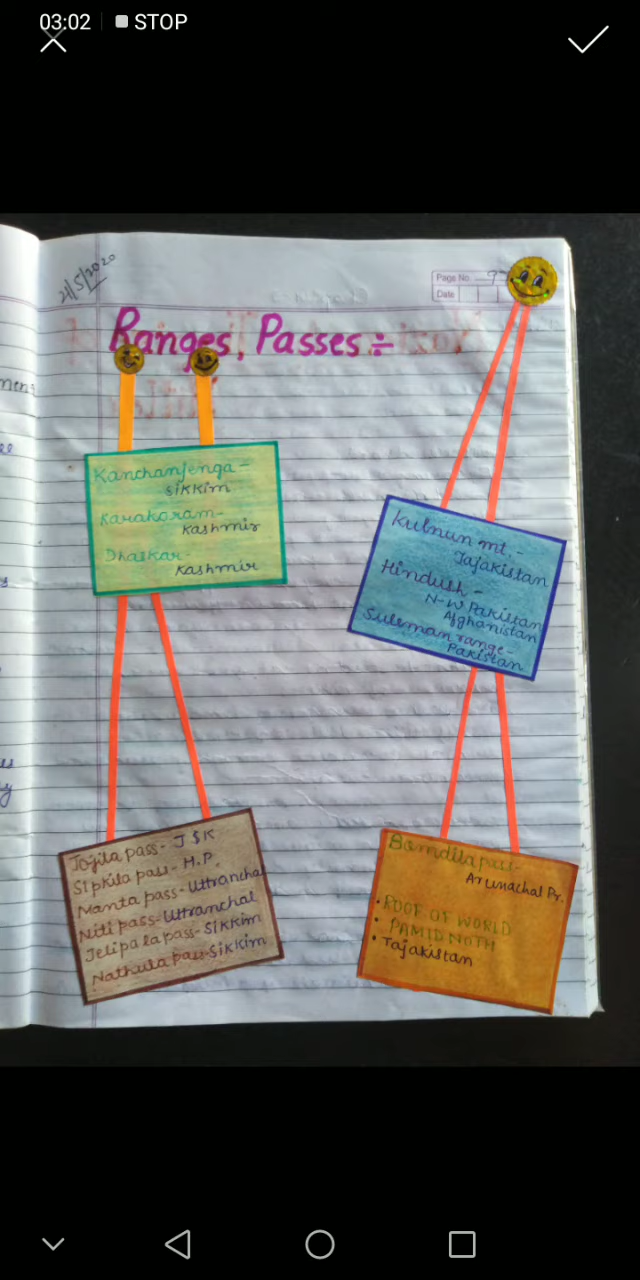 03:02 STOP
21/5/2020
Page No. 97
Date
Ranges, Passes ÷
Kanchanjenga -
Sikkim
Karakoram -
Kashmir
Dhaskar -
Kashmir
Kulnun mt. -
Tajakistan
Hindush -
N-W Pakistan
Afghanistan
Suleman range -
Pakistan
Jojila pass - J$K
Sipkila pass - H.P.
Manta pass - Uttranchal
Niti pass - Uttranchal
Jelipa la pass - Sikkim
Nathula pass - Sikkim
Bomdila pass -
Arunachal Pr.
• ROOF OF WORLD
• PAMID NOTH
• Tajakistan